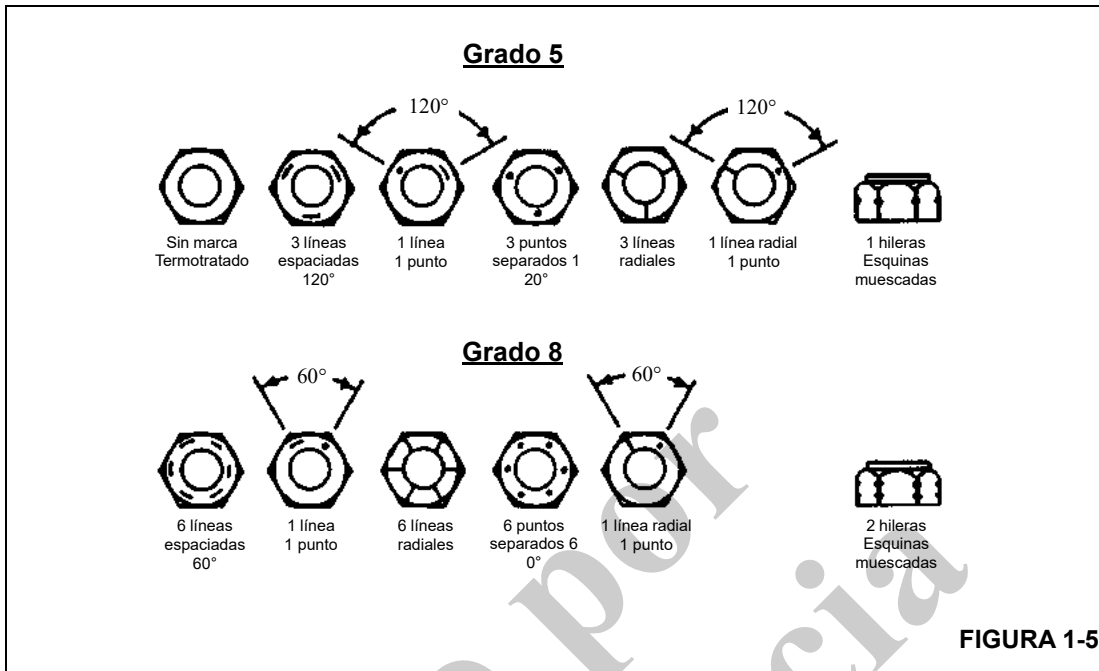 Grado 5
120°
120°
Sin marca
Termotratado
3 líneas
espaciadas
120°
1 línea
1 punto
3 puntos
separados 1
20°
3 líneas
radiales
1 línea radial
1 punto
1 hileras
Esquinas
muescadas
Grado 8
60°
60°
6 líneas
espaciadas
60°
1 línea
1 punto
6 líneas
radiales
6 puntos
separados 6
0°
1 línea radial
1 punto
2 hileras
Esquinas
muescadas
por
cia
FIGURA 1-5